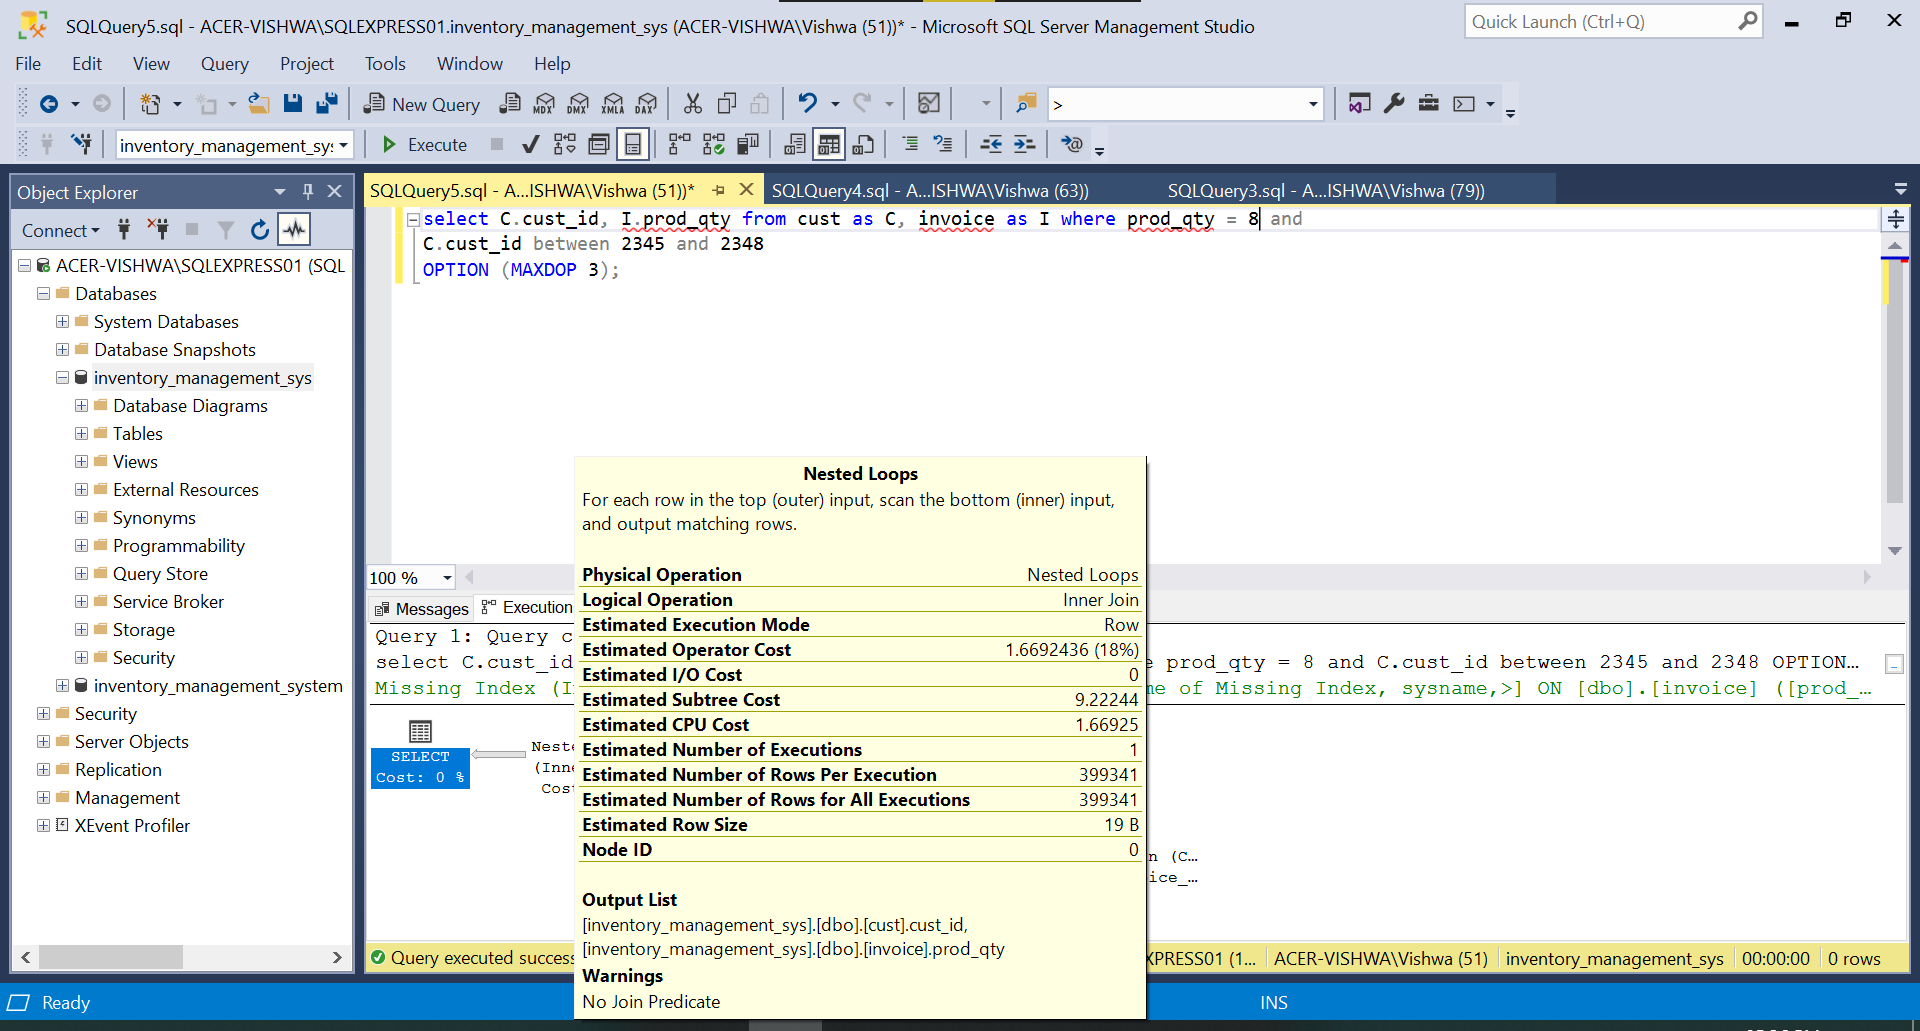 SQLQuery5.sql - ACER-VISHWA\SQLEXPRESS01.inventory_management_sys (ACER-VISHWA\Vishwa (51))* - Microsoft SQL Server Management Studio
Quick Launch (Ctrl+Q)
File Edit View Query Project Tools Window Help
New Query MDX DMX XMLA DAX >
inventory_management_sy Execute
Object Explorer
SQLQuery5.sql - A...ISHWA\Vishwa (51))* SQLQuery4.sql - A...ISHWA\Vishwa (63)) SQLQuery3.sql - A...ISHWA\Vishwa (79))
Connect
select C.cust_id, I.prod_qty from cust as C, invoice as I where prod_qty = 8 and
C.cust_id between 2345 and 2348
OPTION (MAXDOP 3);
ACER-VISHWA\SQLEXPRESS01 (SQL
Databases
System Databases
Database Snapshots
inventory_management_sys
Database Diagrams
Tables
Views
External Resources
Synonyms
Programmability
Query Store
Service Broker
Storage
Security
inventory_management_system
Security
Server Objects
Replication
Management
XEvent Profiler
100 %
Messages Execution
Query 1: Query c
select C.cust_id
prod_qty = 8 and C.cust_id between 2345 and 2348 OPTION...
Missing Index (I
me of Missing Index, sysname,>] ON [dbo].[invoice] ([prod_...
SELECT
Cost: 0 %
Neste
(Inne
Cost
n (C...
ice_...
Nested Loops
For each row in the top (outer) input, scan the bottom (inner) input,
and output matching rows.
Physical Operation Nested Loops
Logical Operation Inner Join
Estimated Execution Mode Row
Estimated Operator Cost 1.6692436 (18%)
Estimated I/O Cost 0
Estimated Subtree Cost 9.22244
Estimated CPU Cost 1.66925
Estimated Number of Executions 1
Estimated Number of Rows Per Execution 399341
Estimated Number of Rows for All Executions 399341
Estimated Row Size 19 B
Node ID 0
Output List
[inventory_management_sys].[dbo].[cust].cust_id,
[inventory_management_sys].[dbo].[invoice].prod_qty
Warnings
No Join Predicate
Query executed success
XPRESS01 (1... ACER-VISHWA\Vishwa (51) inventory_management_sys 00:00:00 0 rows
Ready INS